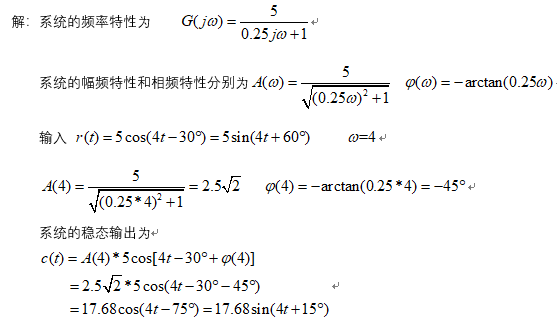 解：系统的频率特性为 G(jω) = 5 / (0.25jω + 1)
系统的幅频特性和相频特性分别为 A(ω) = 5 / √((0.25ω)² + 1) φ(ω) = −arctan(0.25ω)
输入 r(t) = 5cos(4t − 30°) = 5sin(4t + 60°) ω=4
A(4) = 5 / √((0.25*4)² + 1) = 2.5√2 φ(4) = −arctan(0.25*4) = −45°
系统的稳态输出为
c(t) = A(4)*5cos[4t − 30° + φ(4)]
= 2.5√2*5cos(4t − 30° − 45°)
= 17.68cos(4t − 75°) = 17.68sin(4t + 15°)